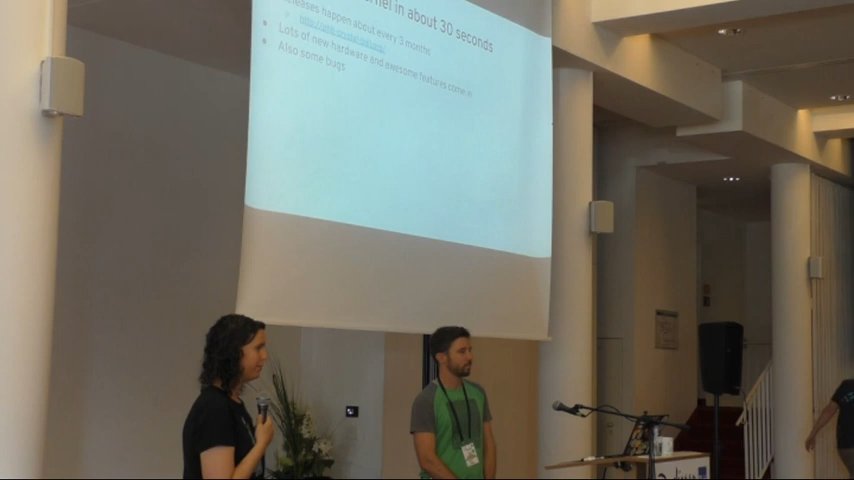 in about 30 seconds
releases happen about every 3 months
Lots of new hardware and awesome features come in
Also some bugs